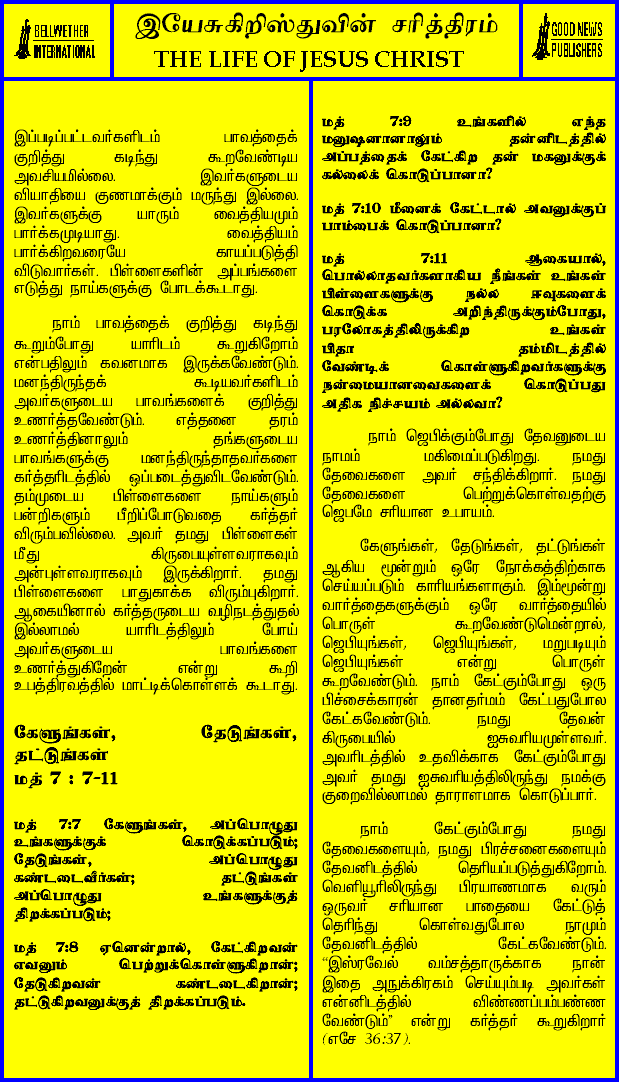 BELLWETHER
INTERNATIONAL
இயேசுகிறிஸ்துவின் சரித்திரம்
THE LIFE OF JESUS CHRIST
GOOD NEWS
PUBLISHERS
இப்படிப்பட்டவர்களிடம் பாவத்தைக்
குறித்து கடிந்து கூறவேண்டிய
அவசியமில்லை. இவர்களுடைய
வியாதியை குணமாக்கும் மருந்து இல்லை.
இவர்களுக்கு யாரும் வைத்தியமும்
பார்க்கமுடியாது. வைத்தியம்
பார்க்கிறவரையே காயப்படுத்தி
விடுவார்கள். பிள்ளைகளின் அப்பங்களை
எடுத்து நாய்களுக்கு போடக்கூடாது.
நாம் பாவத்தைக் குறித்து கடிந்து
கூறும்போது யாரிடம் கூறுகிறோம்
என்பதிலும் கவனமாக இருக்கவேண்டும்.
மனந்திருந்தக் கூடியவர்களிடம்
அவர்களுடைய பாவங்களைக் குறித்து
உணர்த்தவேண்டும். எத்தனை தரம்
உணர்த்தினாலும் தங்களுடைய
பாவங்களுக்கு மனந்திருந்தாதவர்களை
கர்த்தரிடத்தில் ஒப்படைத்துவிடவேண்டும்.
தம்முடைய பிள்ளைகளை நாய்களும்
பன்றிகளும் பீறிப்போடுவதை கர்த்தர்
விரும்பவில்லை. அவர் தமது பிள்ளைகள்
மீது கிருபையுள்ளவராகவும்
அன்புள்ளவராகவும் இருக்கிறார். தமது
பிள்ளைகளை பாதுகாக்க விரும்புகிறார்.
ஆகையினால் கர்த்தருடைய வழிநடத்துதல்
இல்லாமல் யாரிடத்திலும் போய்
அவர்களுடைய பாவங்களை
உணர்த்துகிறேன் என்று கூறி
உபத்திரவத்தில் மாட்டிக்கொள்ளக் கூடாது.
கேளுங்கள், தேடுங்கள்,
தட்டுங்கள்
மத் 7 : 7-11
மத் 7:7 கேளுங்கள், அப்பொழுது
உங்களுக்குக் கொடுக்கப்படும்;
தேடுங்கள், அப்பொழுது
கண்டடைவீர்கள்; தட்டுங்கள்
அப்பொழுது உங்களுக்குத்
திறக்கப்படும்;
மத் 7:8 ஏனென்றால், கேட்கிறவன்
எவனும் பெற்றுக்கொள்ளுகிறான்;
தேடுகிறவன் கண்டடைகிறான்;
தட்டுகிறவனுக்குத் திறக்கப்படும்.
மத் 7:9 உங்களில் எந்த
மனுஷனானாலும் தன்னிடத்தில்
அப்பத்தைக் கேட்கிற தன் மகனுக்குக்
கல்லைக் கொடுப்பானா?
மத் 7:10 மீனைக் கேட்டால் அவனுக்குப்
பாம்பைக் கொடுப்பானா?
மத் 7:11 ஆகையால்,
பொல்லாதவர்களாகிய நீங்கள் உங்கள்
பிள்ளைகளுக்கு நல்ல ஈவுகளைக்
கொடுக்க அறிந்திருக்கும்போது,
பரலோகத்திலிருக்கிற உங்கள்
பிதா தம்மிடத்தில்
வேண்டிக் கொள்ளுகிறவர்களுக்கு
நன்மையானவைகளைக் கொடுப்பது
அதிக நிச்சயம் அல்லவா?
நாம் ஜெபிக்கும்போது தேவனுடைய
நாமம் மகிமைப்படுகிறது. நமது
தேவைகளை அவர் சந்திக்கிறார். நமது
தேவைகளை பெற்றுக்கொள்வதற்கு
ஜெபமே சரியான உபாயம்.
கேளுங்கள், தேடுங்கள், தட்டுங்கள்
ஆகிய மூன்றும் ஒரே நோக்கத்திற்காக
செய்யப்படும் காரியங்களாகும். இம்மூன்று
வார்த்தைகளுக்கும் ஒரே வார்த்தையில்
பொருள் கூறவேண்டுமென்றால்,
ஜெபியுங்கள், ஜெபியுங்கள், மறுபடியும்
ஜெபியுங்கள் என்று பொருள்
கூறவேண்டும். நாம் கேட்கும்போது ஒரு
பிச்சைக்காரன் தானதர்மம் கேட்பதுபோல
கேட்கவேண்டும். நமது தேவன்
கிருபையில் ஐசுவரியமுள்ளவர்.
அவரிடத்தில் உதவிக்காக கேட்கும்போது
அவர் தமது ஐசுவரியத்திலிருந்து நமக்கு
குறைவில்லாமல் தாராளமாக கொடுப்பார்.
நாம் கேட்கும்போது நமது
தேவைகளையும், நமது பிரச்சனைகளையும்
தேவனிடத்தில் தெரியப்படுத்துகிறோம்.
வெளியூரிலிருந்து பிரயாணமாக வரும்
ஒருவர் சரியான பாதையை கேட்டுத்
தெரிந்து கொள்வதுபோல நாமும்
தேவனிடத்தில் கேட்கவேண்டும்.
"இஸ்ரவேல் வம்சத்தாருக்காக நான்
இதை அநுக்கிரகம் செய்யும்படி அவர்கள்
என்னிடத்தில் விண்ணப்பம்பண்ண
வேண்டும்" என்று கர்த்தர் கூறுகிறார்
(எசே 36:37).